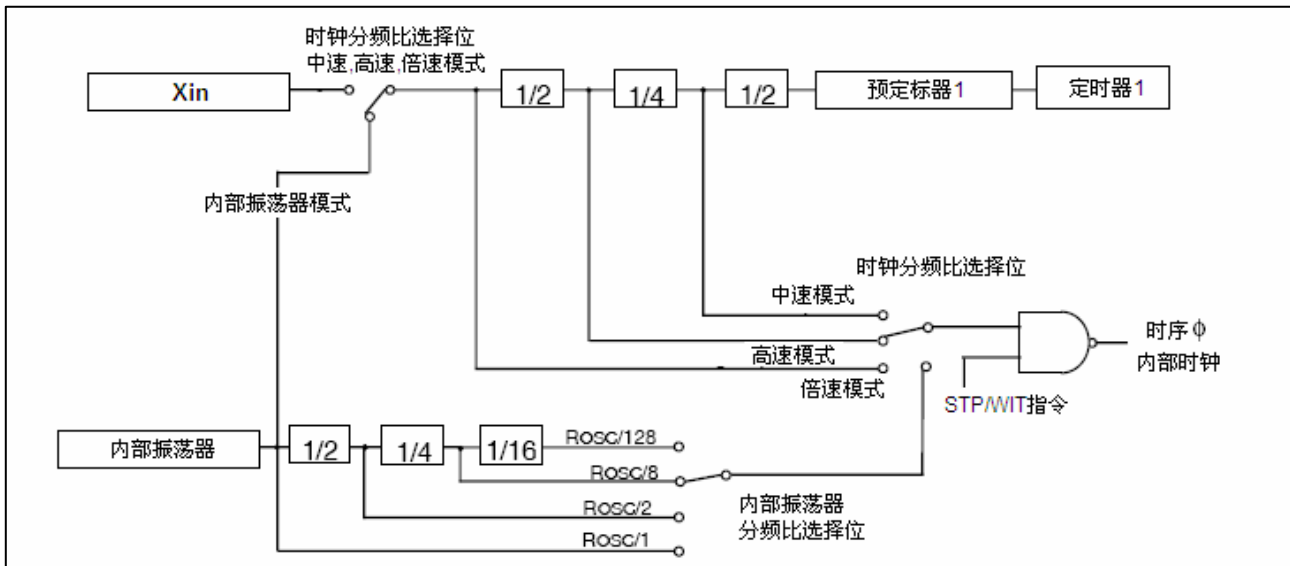 时钟分频比选择位
中速,高速,倍速模式
Xin
1/2
1/4
1/2
预定标器1
定时器1
内部振荡器模式
时钟分频比选择位
中速模式
高速模式
倍速模式
时序ϕ
内部时钟
STP/WIT指令
内部振荡器
1/2
1/4
1/16
ROSC/128
ROSC/8
ROSC/2
ROSC/1
内部振荡器
分频比选择位